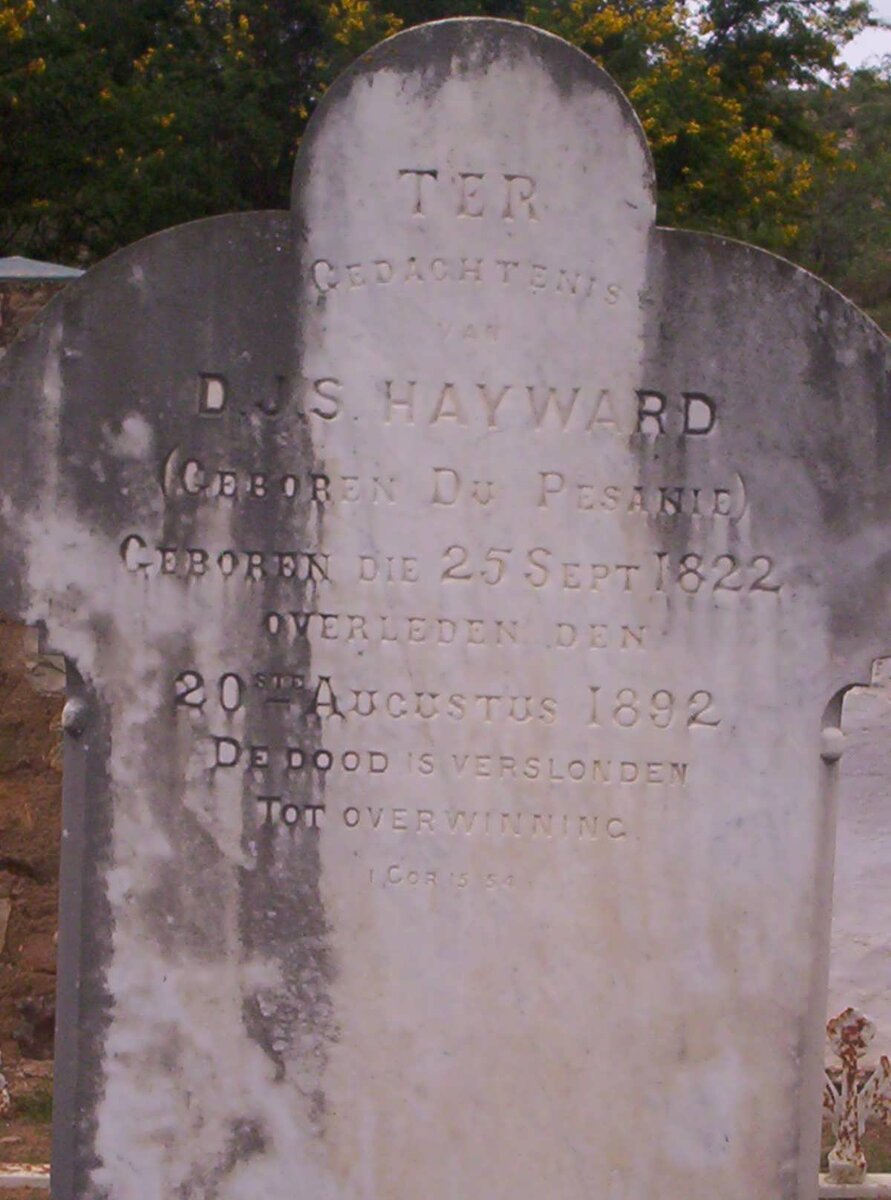 TER
GEDACHTENIS
VAN
D.J.S. HAYWARD
(GEBOREN DU PESANIE)
GEBOREN DIE 25 SEPT 1822
OVERLEDEN DEN
20STE AUGUSTUS 1892
DE DOOD IS VERSLONDEN
TOT OVERWINNING
1 COR 15 54